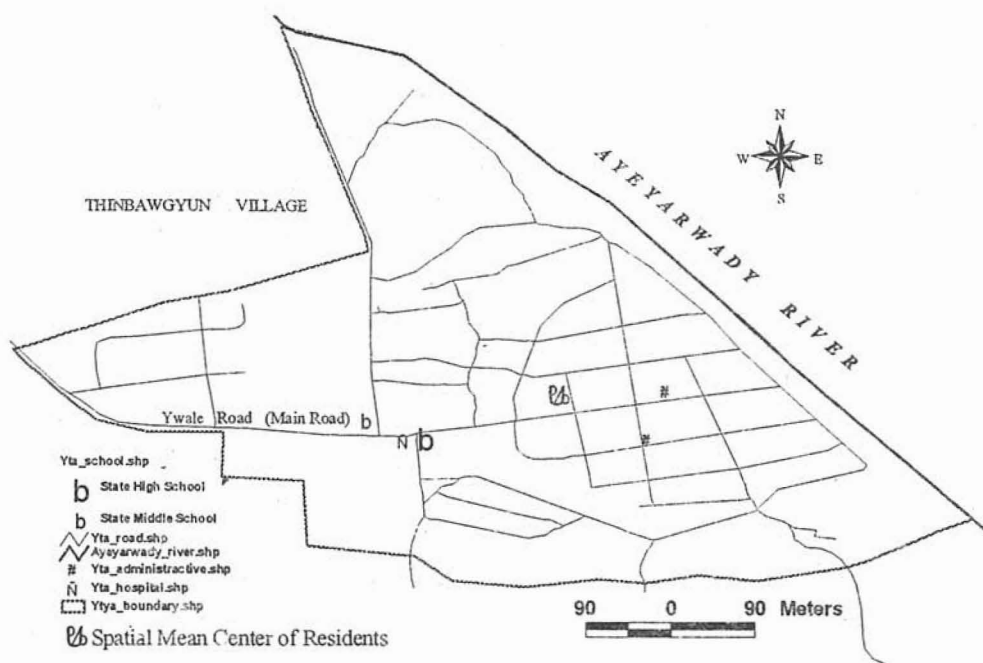 N
W E
S
AYEYARWADY RIVER
THINBAWGYUN VILLAGE
Ywale Road (Main Road) b
Ñ b
#
#
Yta_school.shp
b State High School
b State Middle School
Yta_road.shp
Ayeyarwady_river.shp
# Yta_administractive.shp
Ñ Yta_hospital.shp
Ytya_boundary.shp
Spatial Mean Center of Residents
90 0 90 Meters